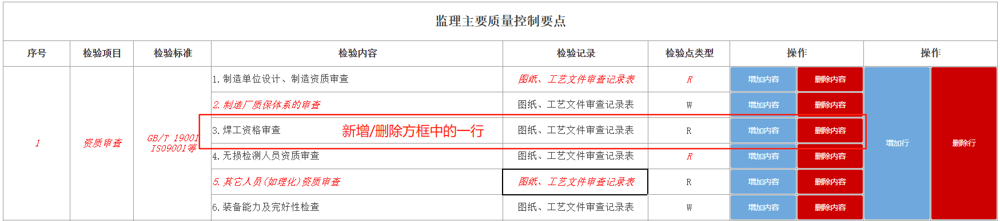 监理主要质量控制要点
序号 检验项目 检验标准 检验内容 检验记录 检验点类型 操作 操作
1.制造单位设计、制造资质审查 图纸、工艺文件审查记录表 R 增加内容 删除内容
2.制造厂质保体系的审查 图纸、工艺文件审查记录表 W 增加内容 删除内容
3.焊工资格审查 新增/删除方框中的一行 图纸、工艺文件审查记录表 R 增加内容 删除内容
1 资质审查 GB/T 19001 增加行 删除行
IS09001等
4.无损检测人员资质审查 图纸、工艺文件审查记录表 R 增加内容 删除内容
5.其它人员(如理化)资质审查 图纸、工艺文件审查记录表 R 增加内容 删除内容
6.装备能力及完好性检查 图纸、工艺文件审查记录表 W 增加内容 删除内容